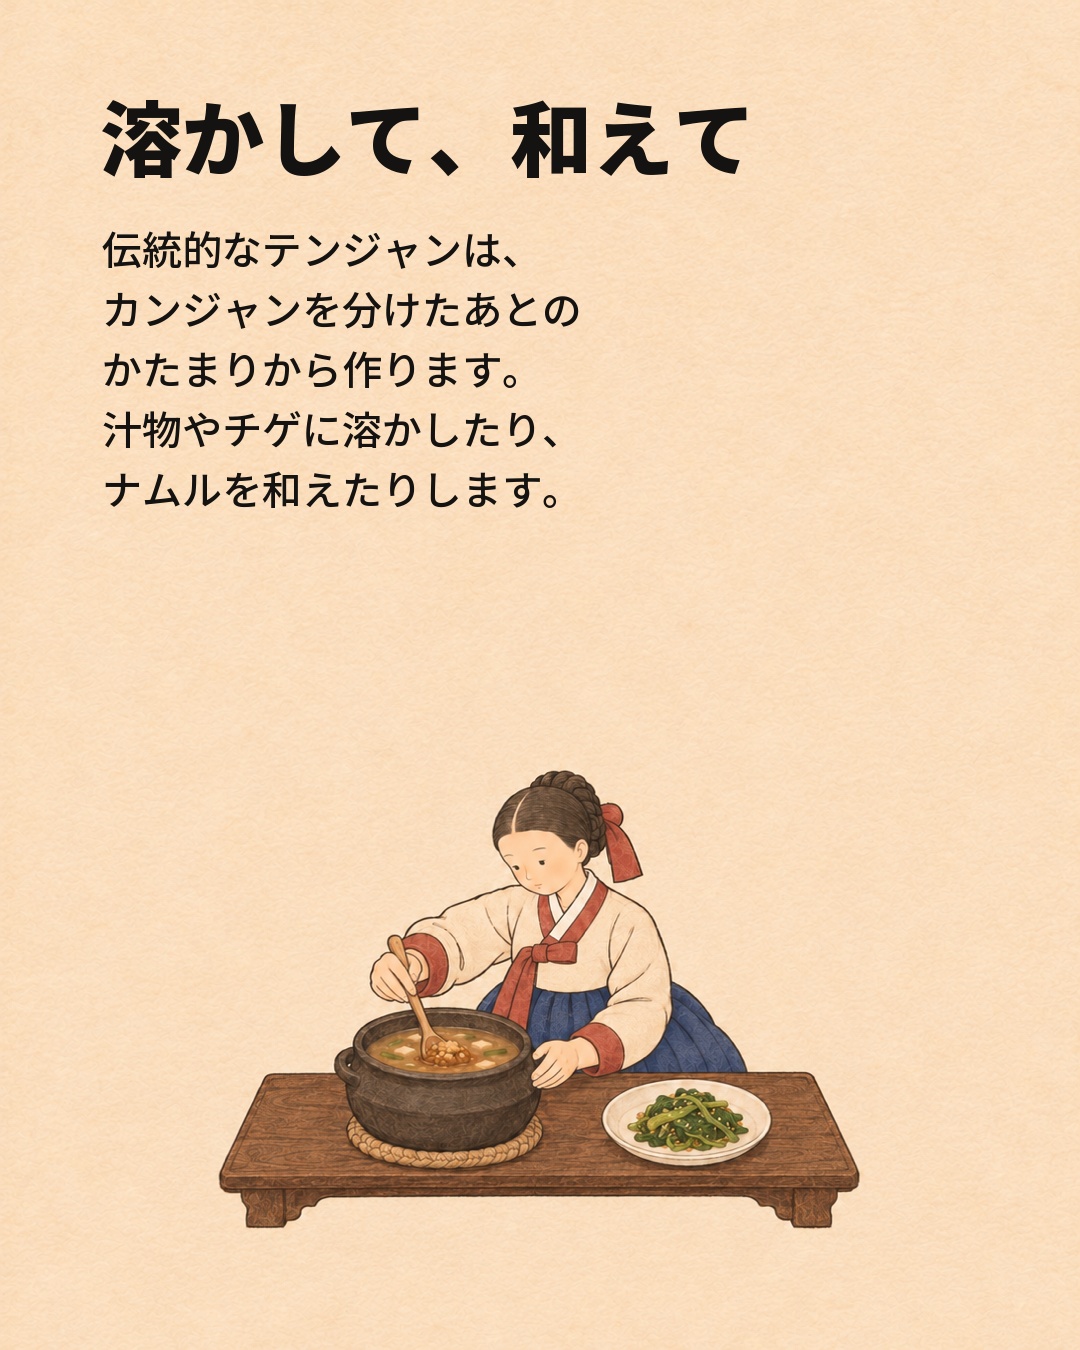 溶かして、和えて
伝統的なテンジャンは、
カンジャンを分けたあとの
かたまりから作ります。
汁物やチゲに溶かしたり、
ナムルを和えたりします。